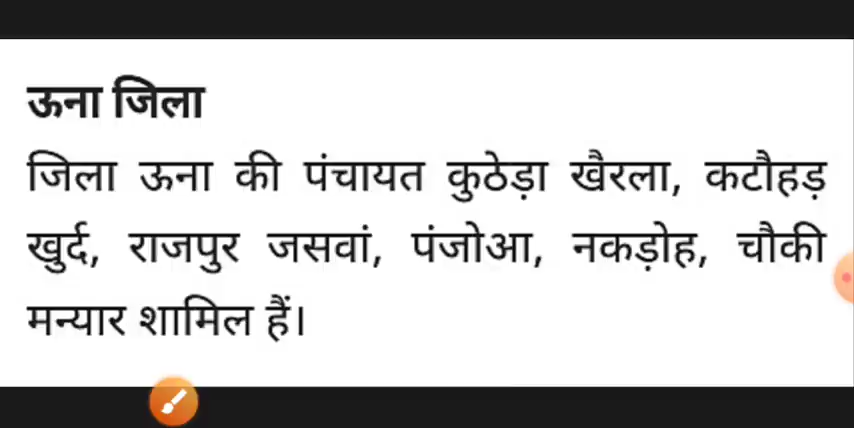 ऊना जिला
जिला ऊना की पंचायत कुठेड़ा खैरला, कटौहड़
खुर्द, राजपुर जसवां, पंजोआ, नकड़ोह, चौकी
मन्यार शामिल हैं।